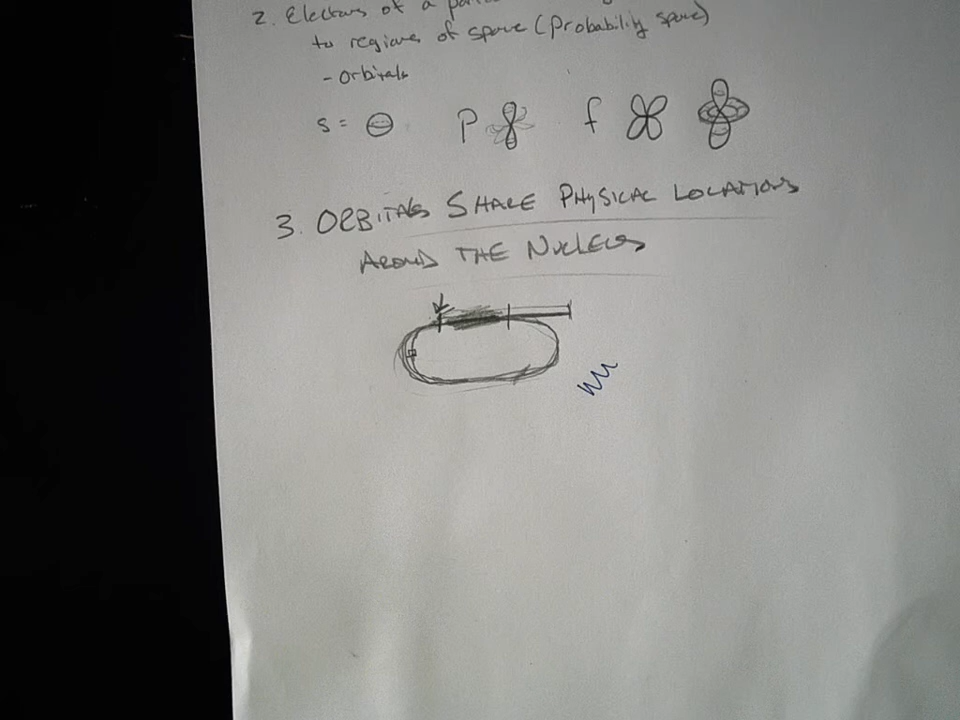 2. Electrons of a
to regions of space (Probability space)
- Orbitals
s = P f
3. ORBITALS SHARE PHYSICAL LOCATIONS
AROUND THE NUCLEUS